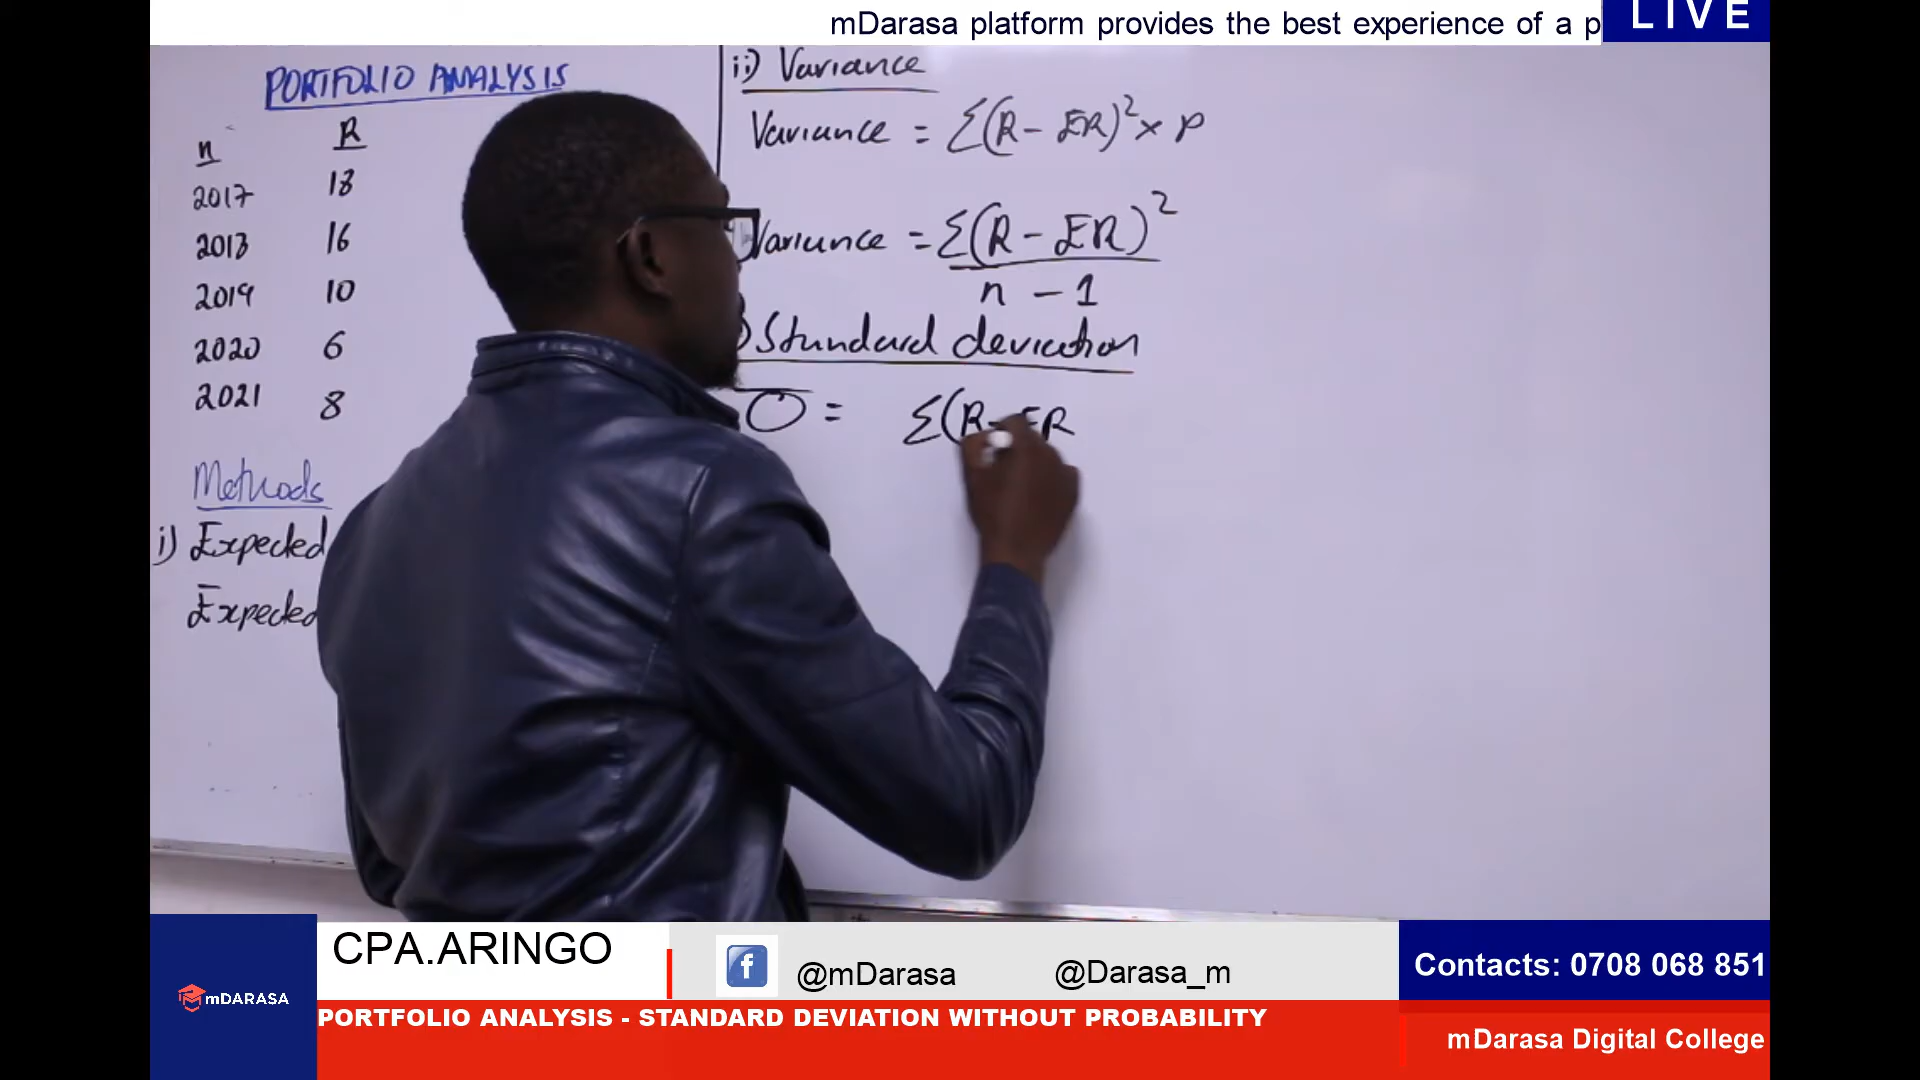 mDarasa platform provides the best experience of a p
LIVE
PORTFOLIO ANALYSIS
n R
2017 18
2018 16
2019 10
2020 6
2021 8
Methods
i) Expected
Expected
ii) Variance
Variance = Σ(R - ER)² x P
Variance = Σ(R - ER)²
n - 1
) Standard deviation
σ = Σ(R - ER
CPA.ARINGO
f @mDarasa @Darasa_m
Contacts: 0708 068 851
mDARASA
PORTFOLIO ANALYSIS - STANDARD DEVIATION WITHOUT PROBABILITY
mDarasa Digital College